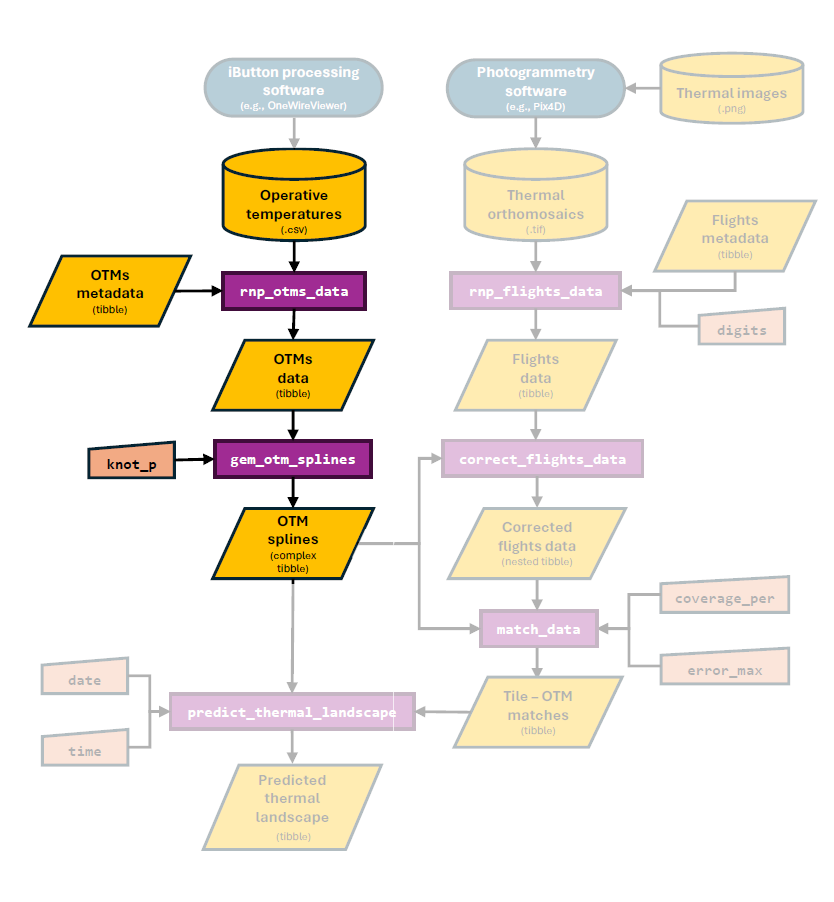 iButton processing
software
(e.g., OneWireViewer)
Photogrammetry
software
(e.g., Pix4D)
Thermal images
(.png)
Operative
temperatures
(.csv)
Thermal
orthomosaics
(.tif)
Flights
metadata
(tibble)
OTMs
metadata
(tibble)
rnp_otms_data
rnp_flights_data
digits
OTMs
data
(tibble)
Flights
data
(tibble)
knot_p
gem_otm_splines
correct_flights_data
OTM
splines
(complex
tibble)
Corrected
flights data
(nested tibble)
coverage_per
match_data
error_max
date
predict_thermal_landscape
Tile – OTM
matches
(tibble)
time
Predicted
thermal
landscape
(tibble)